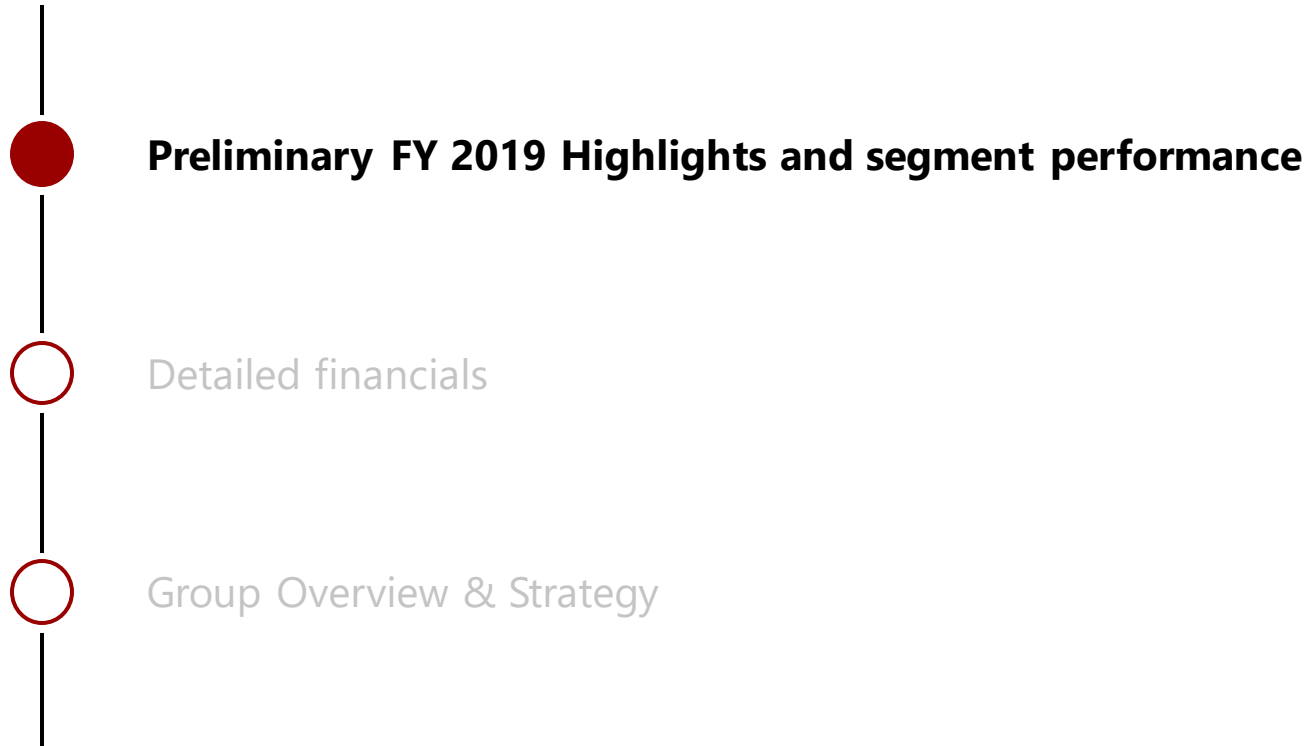 Preliminary FY 2019 Highlights and segment performance
Detailed financials
Group Overview & Strategy